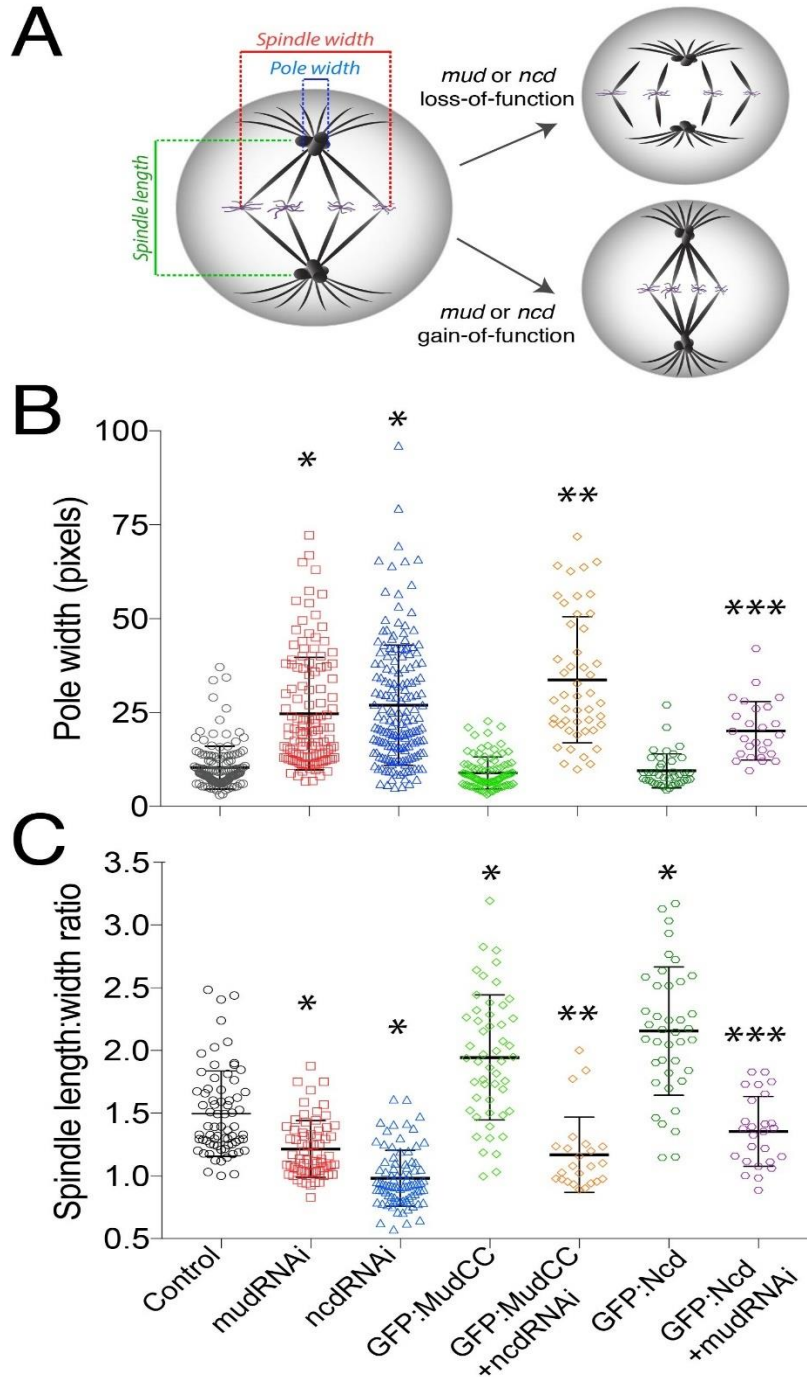 A
Spindle width
Pole width
Spindle length
mud or ncd
loss-of-function
mud or ncd
gain-of-function
B
Pole width (pixels)
100
75
50
25
0
*
*
**
***
C
Spindle length:width ratio
3.5
3.0
2.5
2.0
1.5
1.0
0.5
*
*
*
**
*
***
Control
mudRNAi
ncdRNAi
GFP:MudCC
GFP:MudCC
+ncdRNAi
GFP:Ncd
GFP:Ncd
+mudRNAi